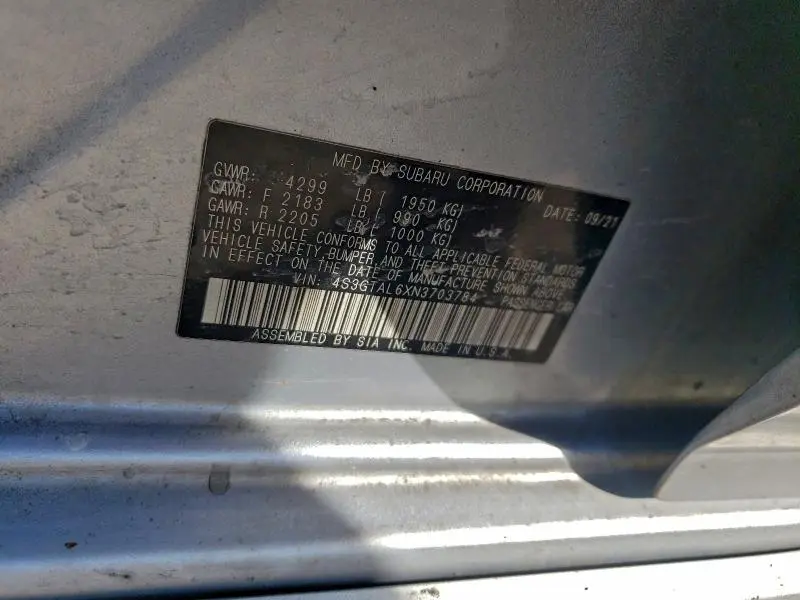 MFD BY SUBARU CORPORATION
DATE: 09/21
GVWR: 4299 LB ( 1950 KG)
GAWR: F 2183 LB ( 990 KG)
GAWR: R 2205 LB ( 1000 KG)
THIS VEHICLE CONFORMS TO ALL APPLICABLE FEDERAL MOTOR
VEHICLE SAFETY, BUMPER, AND THEFT PREVENTION STANDARDS
IN EFFECT ON THE DATE OF MANUFACTURE SHOWN ABOVE.
VIN: 4S3GTAL6XN3703784 PASSENGER CAR
ASSEMBLED BY SIA INC. MADE IN U.S.A.